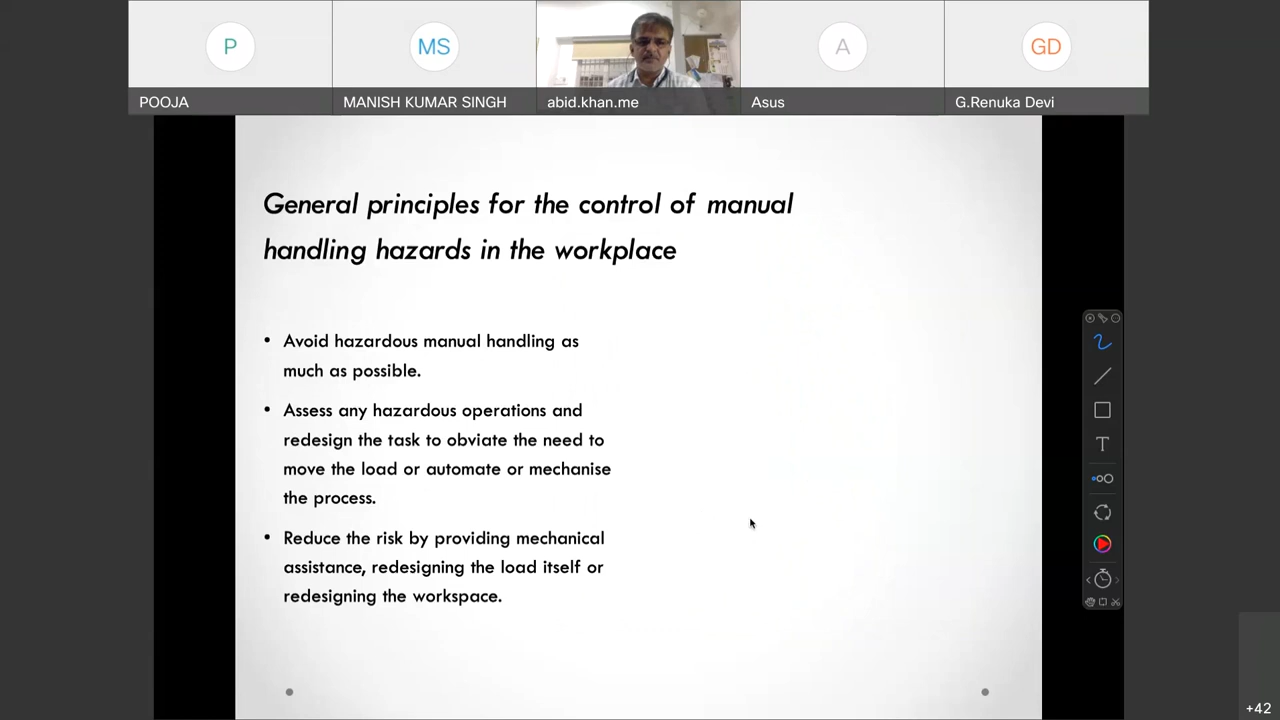 P
MS
A
GD
POOJA
MANISH KUMAR SINGH
abid.khan.me
Asus
G.Renuka Devi
General principles for the control of manual
handling hazards in the workplace
• Avoid hazardous manual handling as
much as possible.
• Assess any hazardous operations and
redesign the task to obviate the need to
move the load or automate or mechanise
the process.
• Reduce the risk by providing mechanical
assistance, redesigning the load itself or
redesigning the workspace.
T
+42